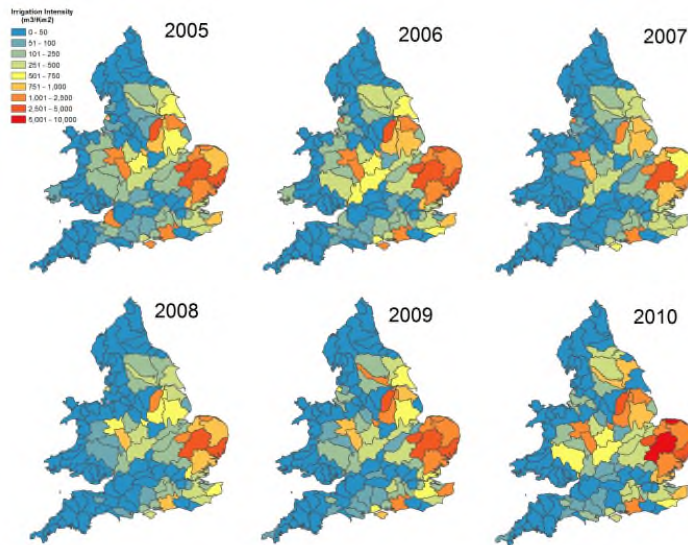 Irrigation Intensity
(m3/Km2)
0 - 50
51 - 100
101 - 250
251 - 500
501 - 750
751 - 1,000
1,001 - 2,500
2,501 - 5,000
5,001 - 10,000
2005
2006
2007
2008
2009
2010